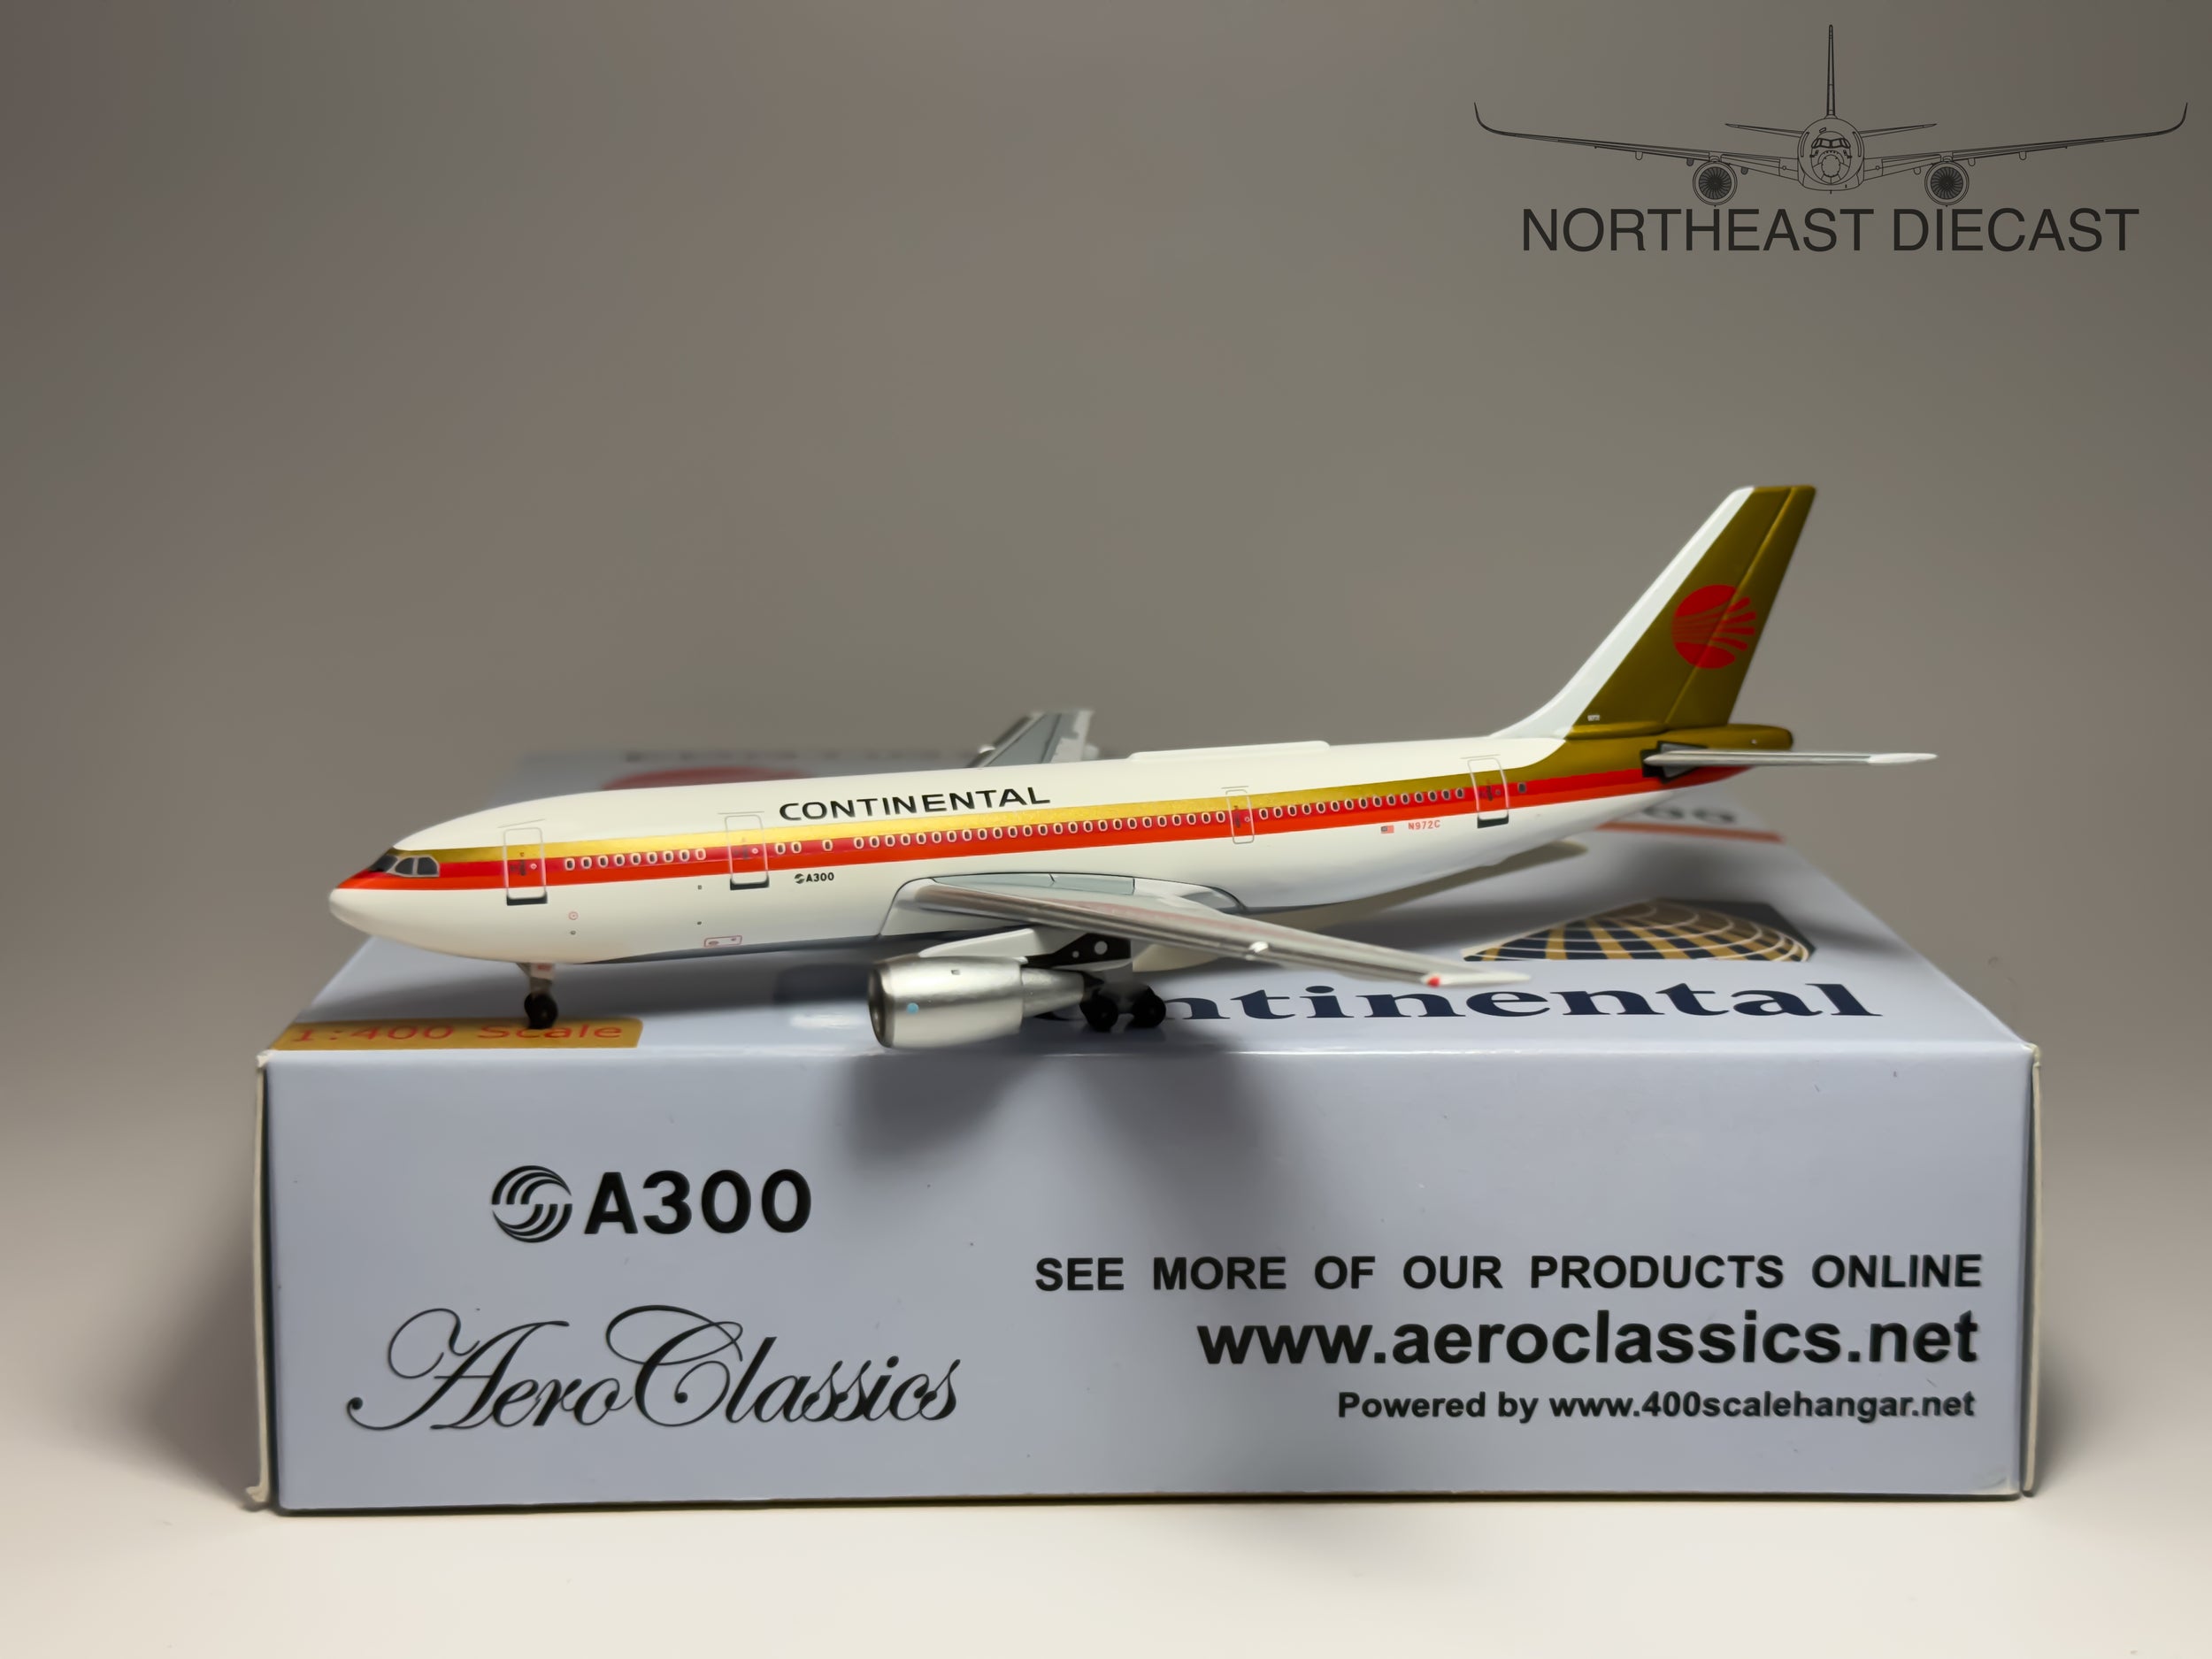 NORTHEAST DIECAST
CONTINENTAL
A300
N972C
1:400 Scale
ntinental
A300
AeroClassics
SEE MORE OF OUR PRODUCTS ONLINE
www.aeroclassics.net
Powered by www.400scalehangar.net